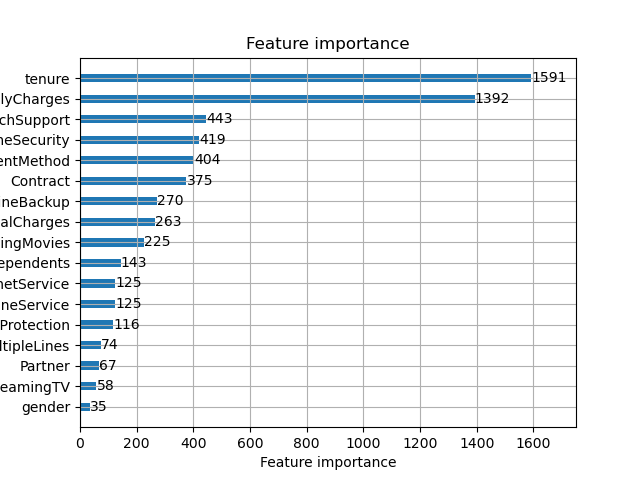 Feature importance
tenure 1591
lyCharges 1392
chSupport 443
neSecurity 419
entMethod 404
Contract 375
ineBackup 270
alCharges 263
ingMovies 225
ependents 143
netService 125
neService 125
Protection 116
ltipleLines 74
Partner 67
eamingTV 58
gender 35
0 200 400 600 800 1000 1200 1400 1600
Feature importance